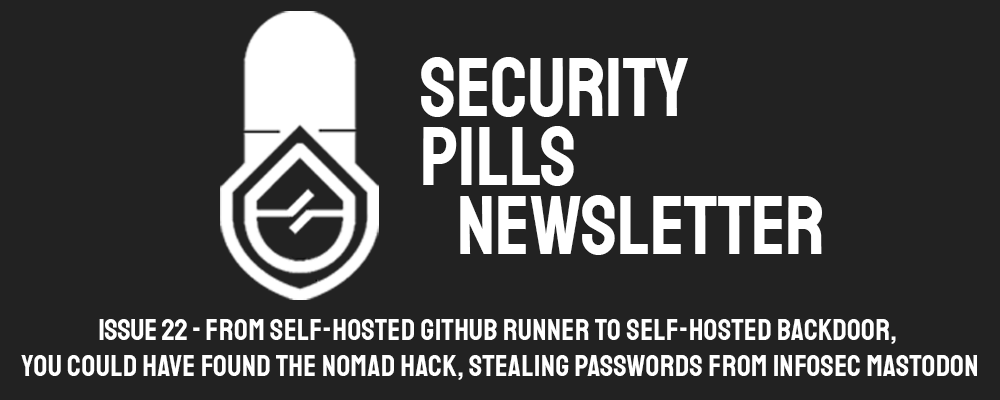 SECURITY
PILLS
NEWSLETTER
ISSUE 22 - FROM SELF-HOSTED GITHUB RUNNER TO SELF-HOSTED BACKDOOR,
YOU COULD HAVE FOUND THE NOMAD HACK, STEALING PASSWORDS FROM INFOSEC MASTODON